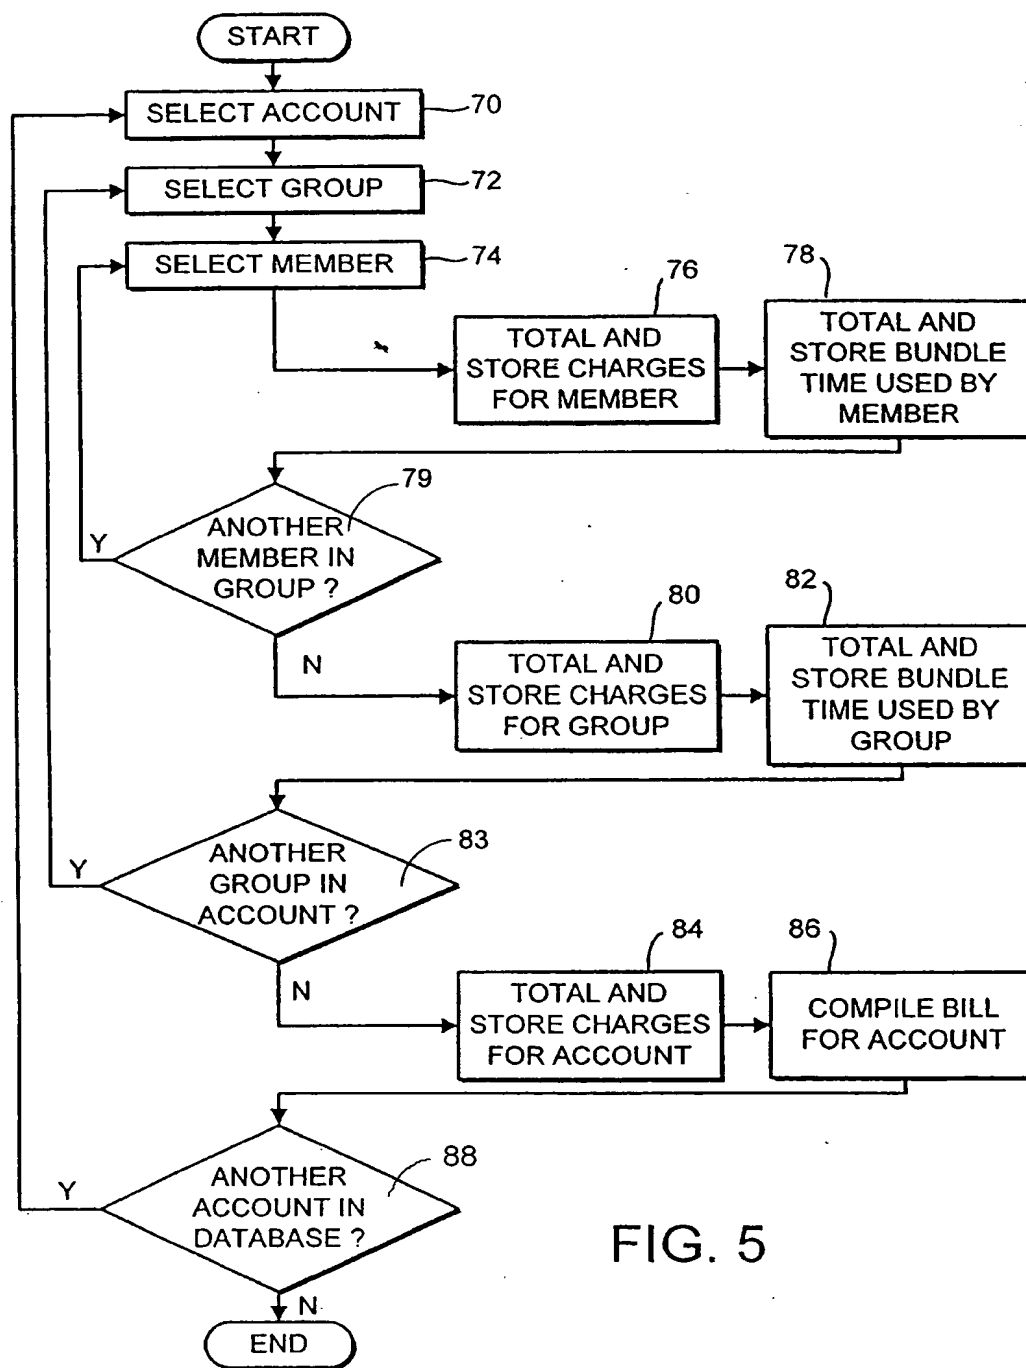 START
SELECT ACCOUNT
70
SELECT GROUP
72
SELECT MEMBER
74
76
TOTAL AND
STORE CHARGES
FOR MEMBER
78
TOTAL AND
STORE BUNDLE
TIME USED BY
MEMBER
79
ANOTHER
MEMBER IN
GROUP ?
Y
N
80
TOTAL AND
STORE CHARGES
FOR GROUP
82
TOTAL AND
STORE BUNDLE
TIME USED BY
GROUP
83
ANOTHER
GROUP IN
ACCOUNT ?
Y
N
84
TOTAL AND
STORE CHARGES
FOR ACCOUNT
86
COMPILE BILL
FOR ACCOUNT
88
ANOTHER
ACCOUNT IN
DATABASE ?
Y
N
END
FIG. 5